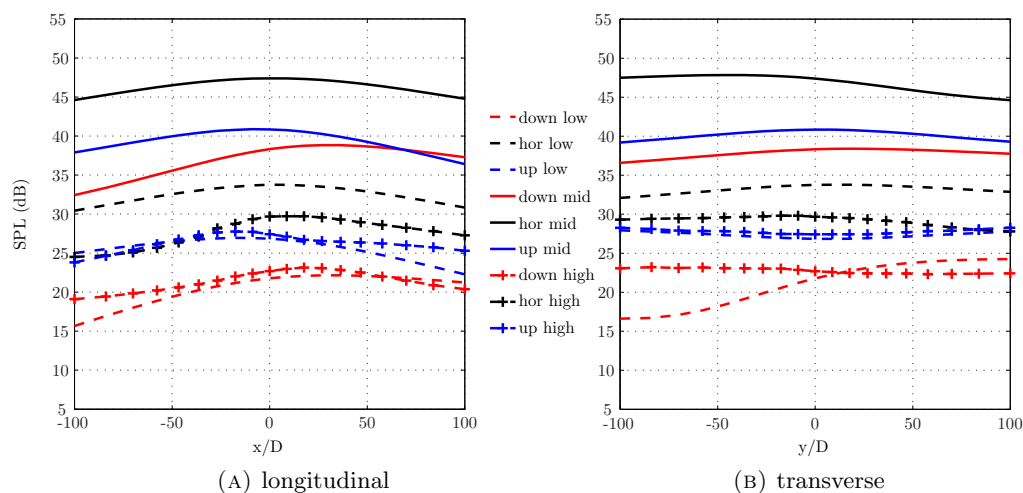 55
50
45
40
35
30
25
20
15
10
5
SPL (dB)
-100
-50
0
50
100
x/D
(A) longitudinal
down low
hor low
up low
down mid
hor mid
up mid
down high
hor high
up high
55
50
45
40
35
30
25
20
15
10
5
-100
-50
0
50
100
y/D
(B) transverse